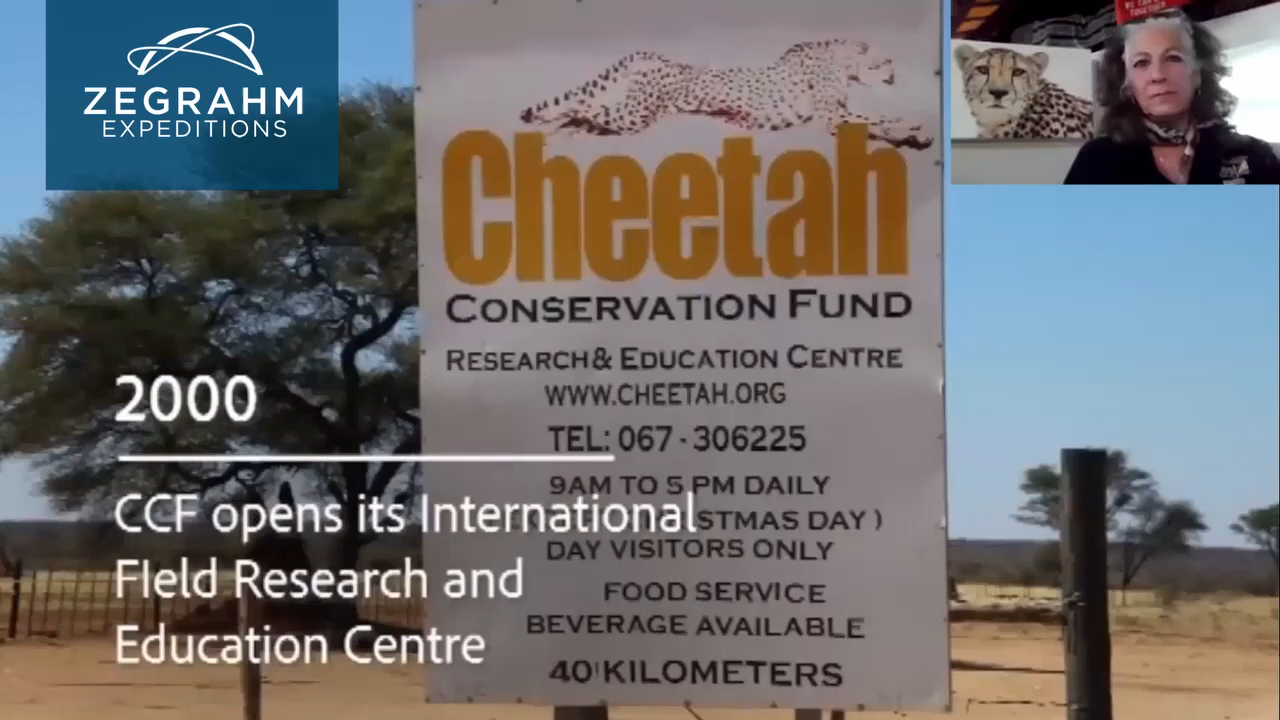 ZEGRAHM
EXPEDITIONS
Cheetah
CONSERVATION FUND
RESEARCH & EDUCATION CENTRE
WWW.CHEETAH.ORG
TEL: 067 - 306225
9AM TO 5 PM DAILY
DAY )
DAY VISITORS ONLY
FOOD SERVICE
BEVERAGE AVAILABLE
40 KILOMETERS
2000
CCF opens its International
FIeld Research and
Education Centre
TOGETHER